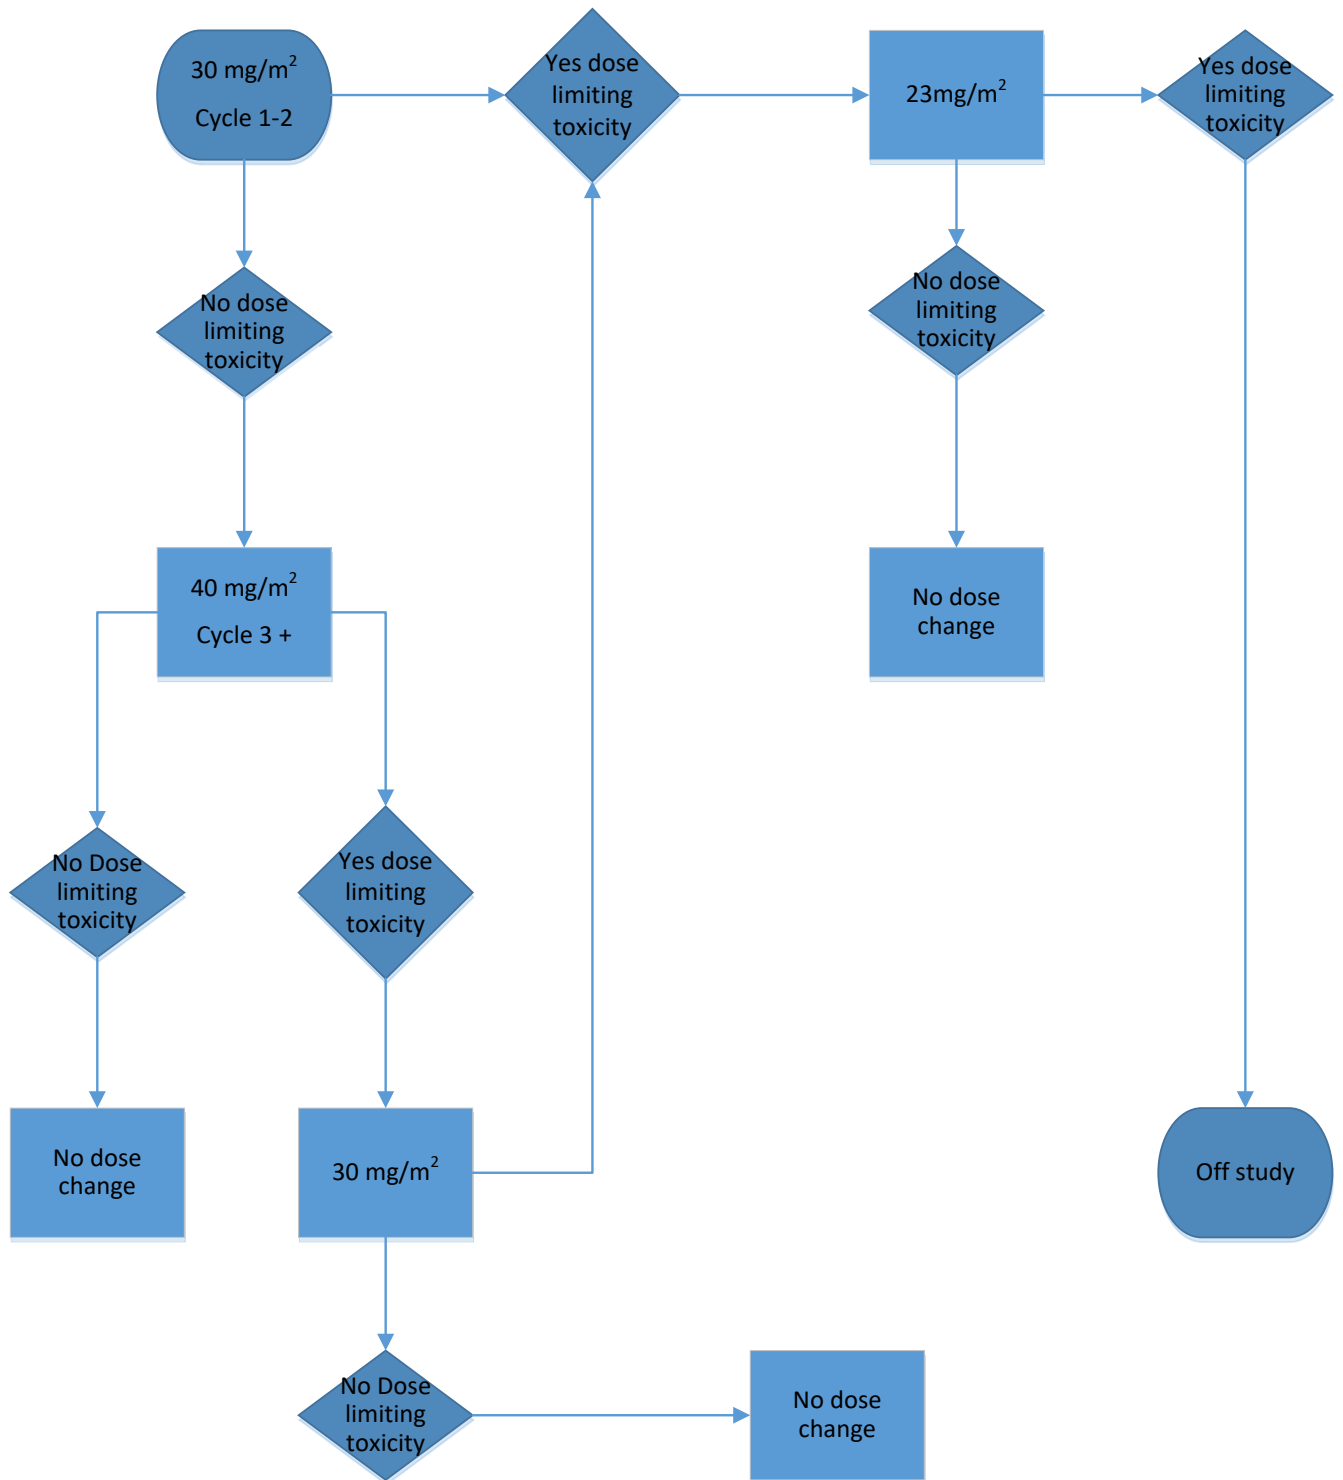 30 mg/m²
Cycle 1-2
Yes dose
limiting
toxicity
23mg/m²
Yes dose
limiting
toxicity
No dose
limiting
toxicity
No dose
limiting
toxicity
40 mg/m²
Cycle 3 +
No dose
change
No Dose
limiting
toxicity
Yes dose
limiting
toxicity
No dose
change
30 mg/m²
Off study
No Dose
limiting
toxicity
No dose
change